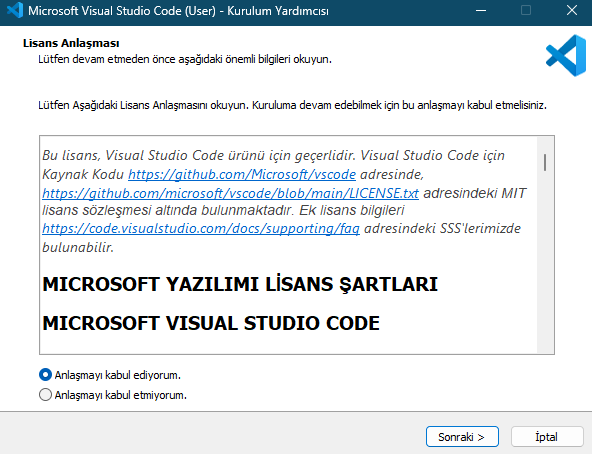 Microsoft Visual Studio Code (User) - Kurulum Yardımcısı
Lisans Anlaşması
Lütfen devam etmeden önce aşağıdaki önemli bilgileri okuyun.
Lütfen Aşağıdaki Lisans Anlaşmasını okuyun. Kuruluma devam edebilmek için bu anlaşmayı kabul etmelisiniz.
Bu lisans, Visual Studio Code ürünü için geçerlidir. Visual Studio Code için
Kaynak Kodu https://github.com/Microsoft/vscode adresinde,
https://github.com/microsoft/vscode/blob/main/LICENSE.txt adresindeki MIT
lisans sözleşmesi altında bulunmaktadır. Ek lisans bilgileri
https://code.visualstudio.com/docs/supporting/faq adresindeki SSS'lerimizde
bulunabilir.
MICROSOFT YAZILIMI LİSANS ŞARTLARI
MICROSOFT VISUAL STUDIO CODE
Anlaşmayı kabul ediyorum.
Anlaşmayı kabul etmiyorum.
Sonraki >
İptal